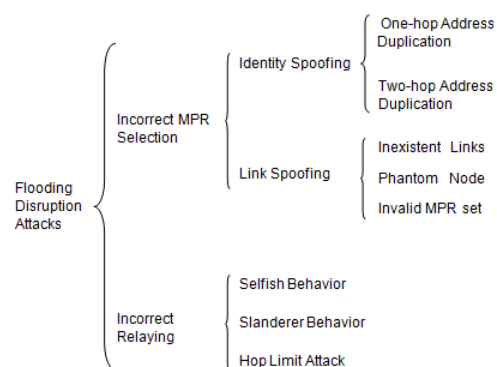 One-hop Address
Duplication
Identity Spoofing
Two-hop Address
Duplication
Incorrect MPR
Selection
Inexistent Links
Link Spoofing
Phantom Node
Invalid MPR set
Flooding
Disruption
Attacks
Selfish Behavior
Incorrect
Relaying
Slanderer Behavior
Hop Limit Attack